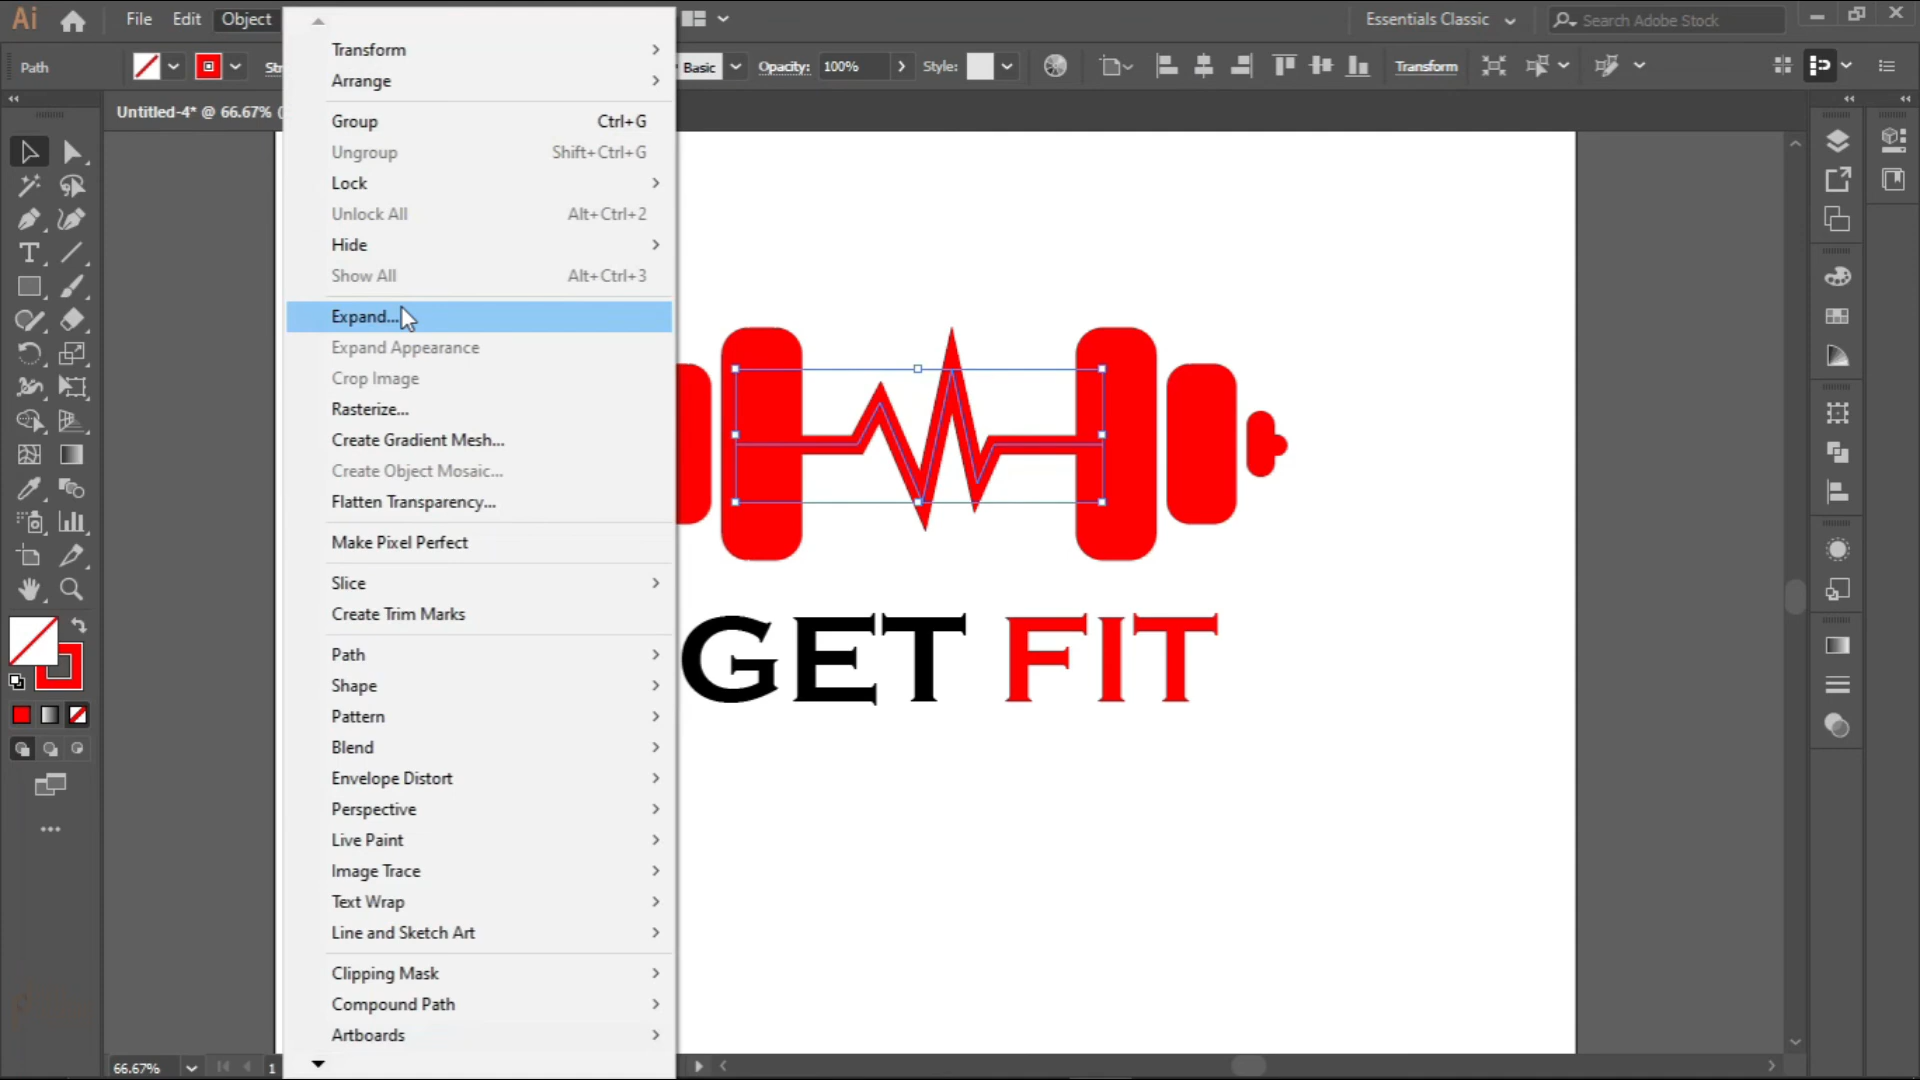 Ai File Edit Object Essentials Classic Search Adobe Stock
Path Basic Opacity: 100% Style: Transform
Untitled-4* @ 66.67%
Transform
Arrange
Group Ctrl+G
Ungroup Shift+Ctrl+G
Lock
Unlock All Alt+Ctrl+2
Hide
Show All Alt+Ctrl+3
Expand...
Expand Appearance
Crop Image
Rasterize...
Create Gradient Mesh...
Create Object Mosaic...
Flatten Transparency...
Make Pixel Perfect
Slice
Create Trim Marks
Path
Shape
Pattern
Blend
Envelope Distort
Perspective
Live Paint
Image Trace
Text Wrap
Line and Sketch Art
Clipping Mask
Compound Path
Artboards
GET FIT
66.67% 1